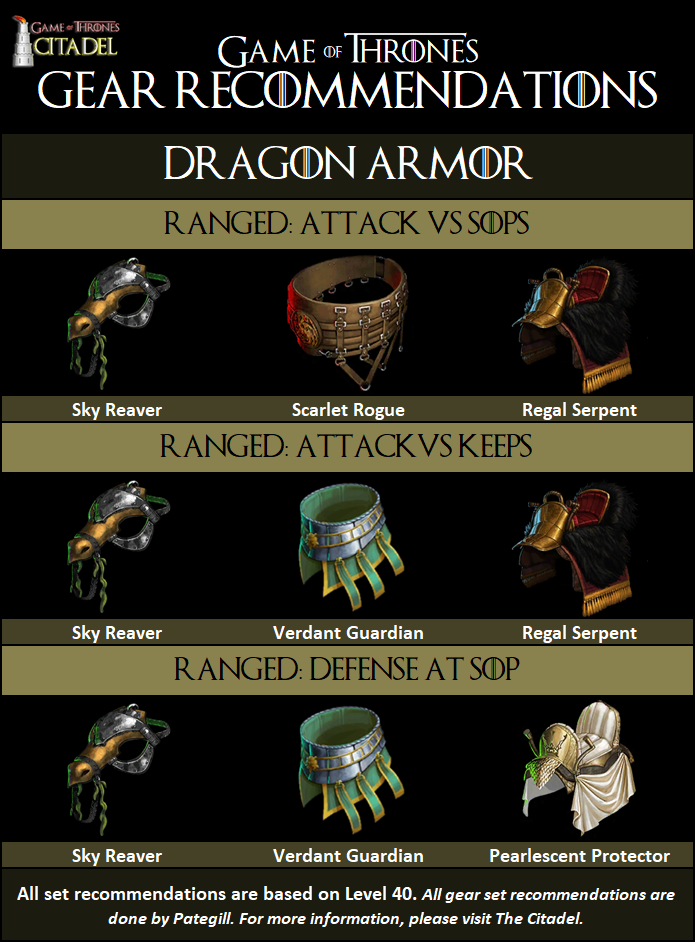 GAME OF THRONES
CITADEL
GAME OF THRONES
GEAR RECOMMENDATIONS
DRAGON ARMOR
RANGED: ATTACK VS SOPS
Sky Reaver Scarlet Rogue Regal Serpent
RANGED: ATTACK VS KEEPS
Sky Reaver Verdant Guardian Regal Serpent
RANGED: DEFENSE AT SOP
Sky Reaver Verdant Guardian Pearlescent Protector
All set recommendations are based on Level 40. All gear set recommendations are
done by Pategill. For more information, please visit The Citadel.